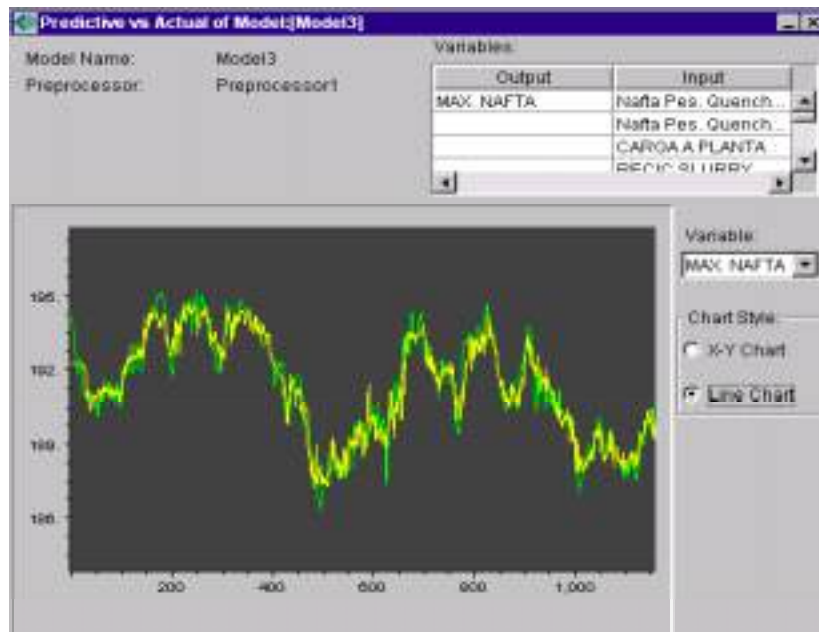 Predictive vs Actual of Model:[Model3]
Model Name: Model3
Preprocessor: Preprocessor1
Variables:
Output Input
MAX. NAFTA Nafta Pes. Quench...
Nafta Pes. Quench...
CARGA A PLANTA
RECIC SLURRY
195.
192.
189.
186.
200 400 600 800 1,000
Variable:
MAX. NAFTA
Chart Style:
X-Y Chart
Line Chart